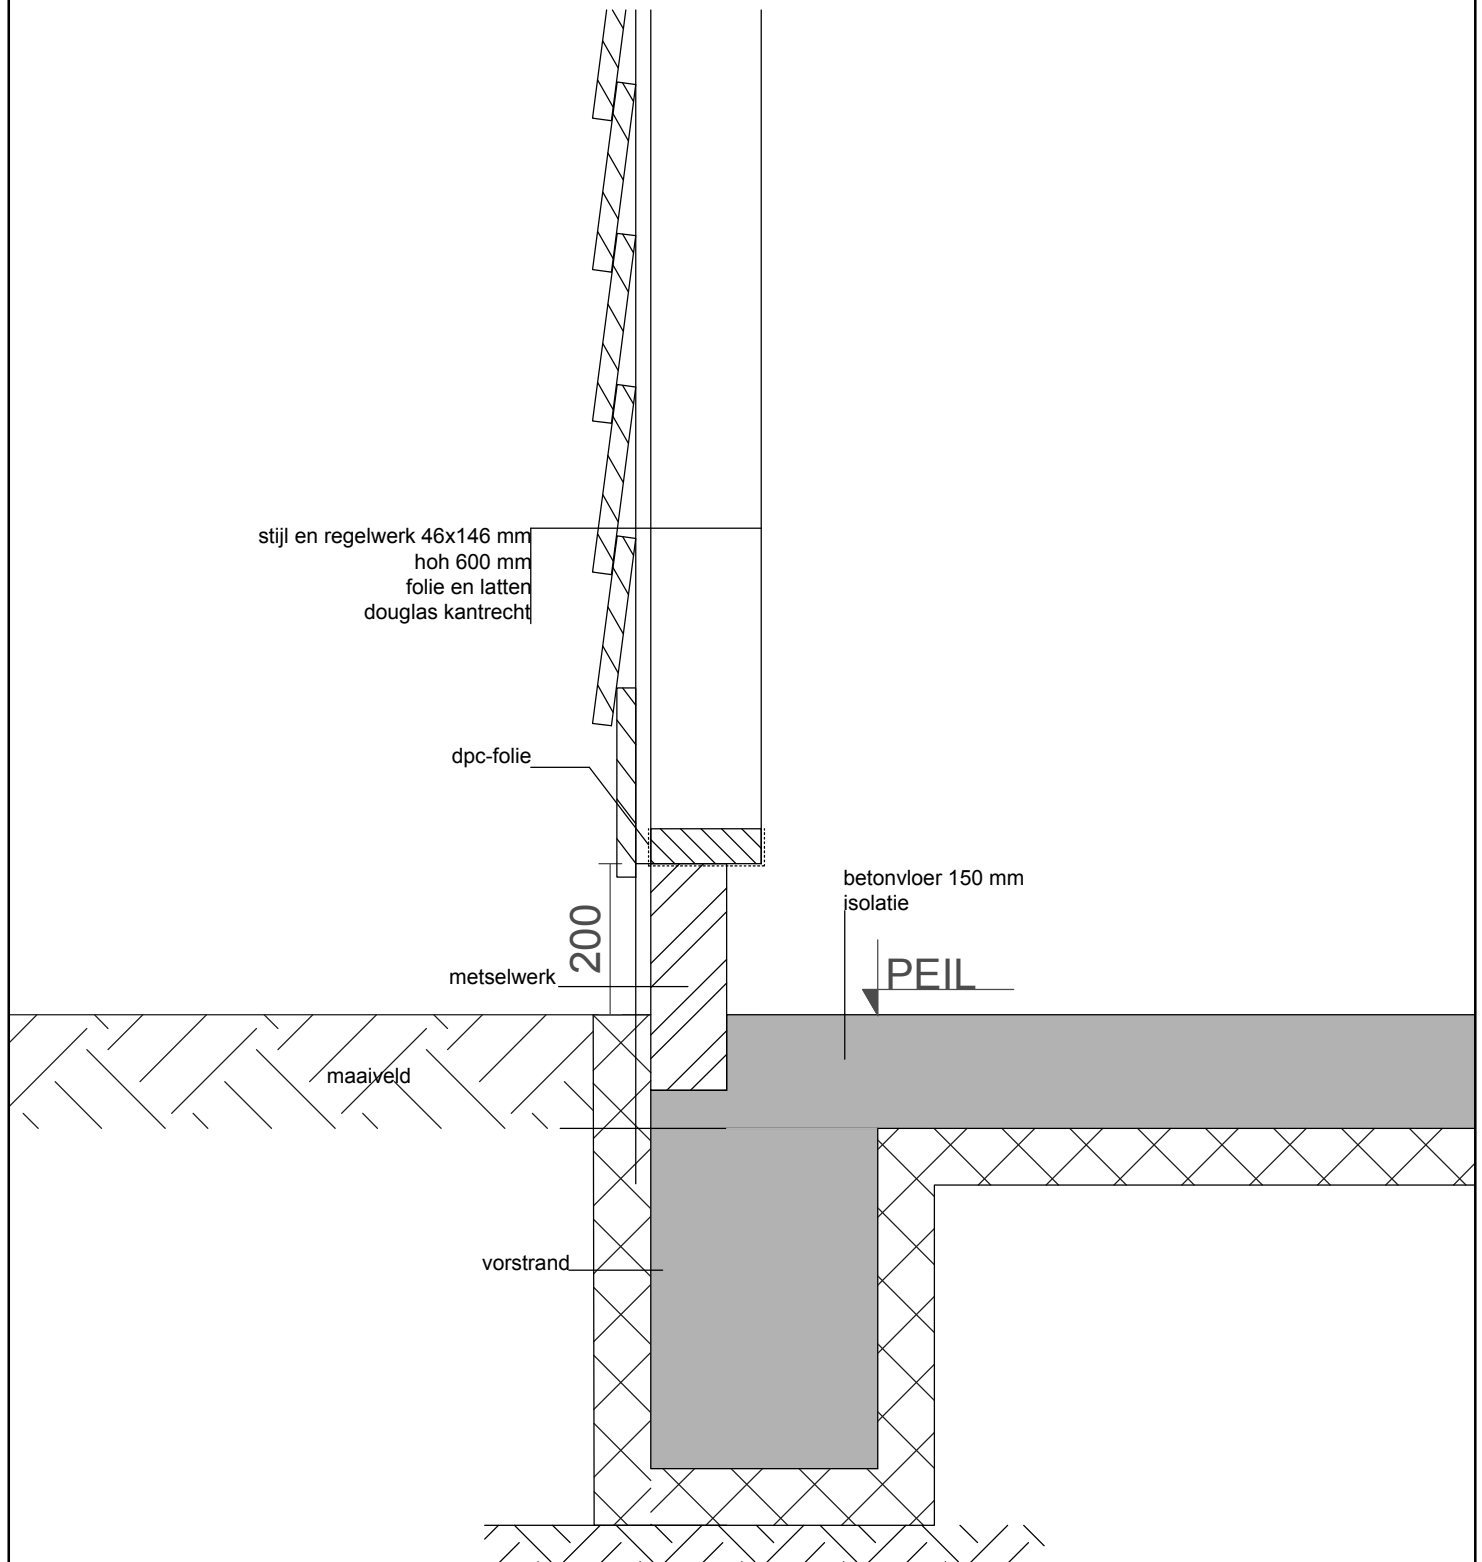 stijl en regelwerk 46x146 mm
hoh 600 mm
folie en latten
douglas kantrecht
dpc-folie
betonvloer 150 mm
isolatie
200
PEIL
metselwerk
maaiveld
vorstrand